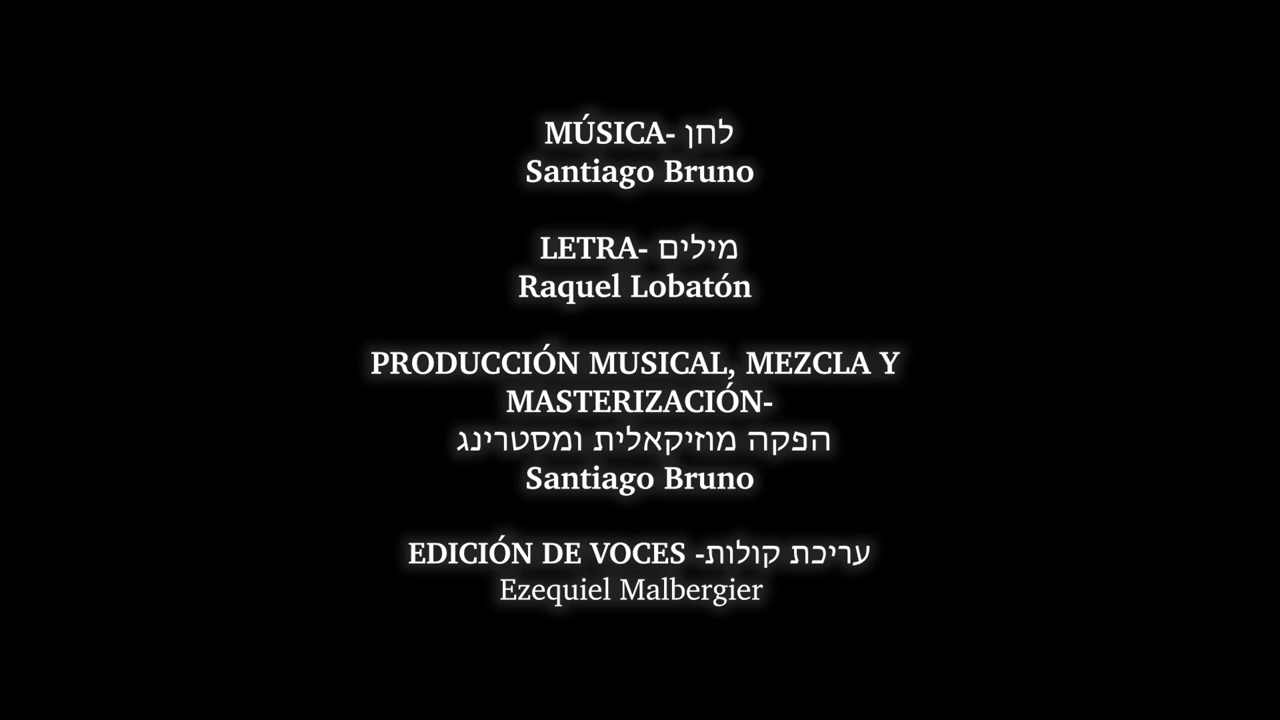 MÚSICA- לחן
Santiago Bruno
LETRA- מילים
Raquel Lobatón
PRODUCCIÓN MUSICAL, MEZCLA Y
MASTERIZACIÓN-
הפקה מוזיקאלית ומסטרינג
Santiago Bruno
EDICIÓN DE VOCES -עריכת קולות
Ezequiel Malbergier